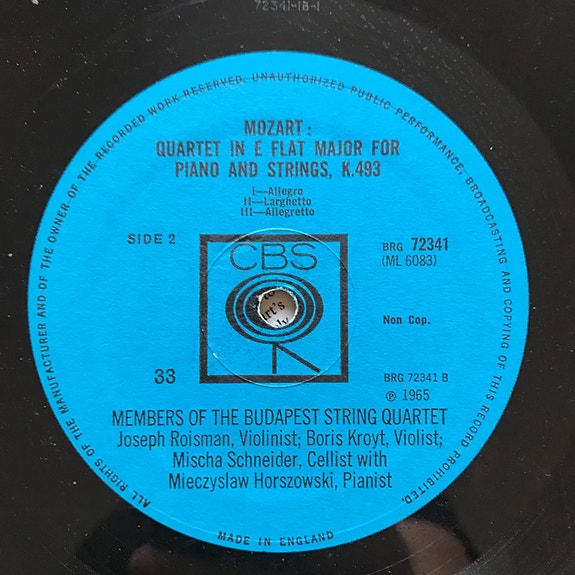 72341-1B-1
ALL RIGHTS OF THE MANUFACTURER AND OF THE OWNER OF THE RECORDED WORK RESERVED. UNAUTHORIZED PUBLIC PERFORMANCE, BROADCASTING AND COPYING OF THIS RECORD PROHIBITED.
MOZART:
QUARTET IN E FLAT MAJOR FOR
PIANO AND STRINGS, K.493
I—Allegro
II—Larghetto
III—Allegretto
SIDE 2
CBS
BRG 72341
(ML 6083)
Non Cop.
33
BRG 72341 B
℗ 1965
MEMBERS OF THE BUDAPEST STRING QUARTET
Joseph Roisman, Violinist; Boris Kroyt, Violist;
Mischa Schneider, Cellist with
Mieczyslaw Horszowski, Pianist
MADE IN ENGLAND